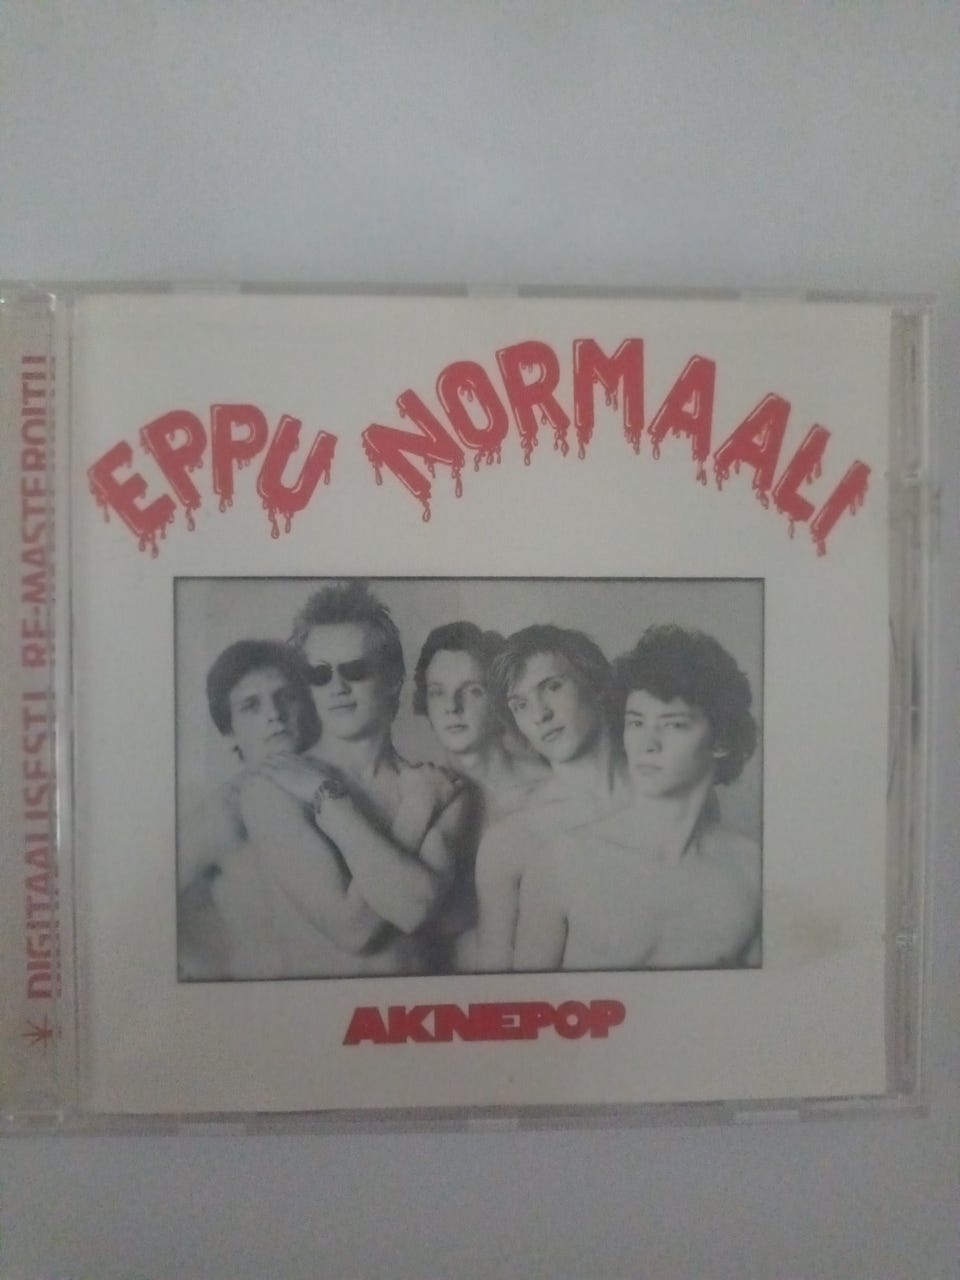 EPPU NORMAALI
AKNEPOP
DIGITAALISESTI RE-MASTEROITU